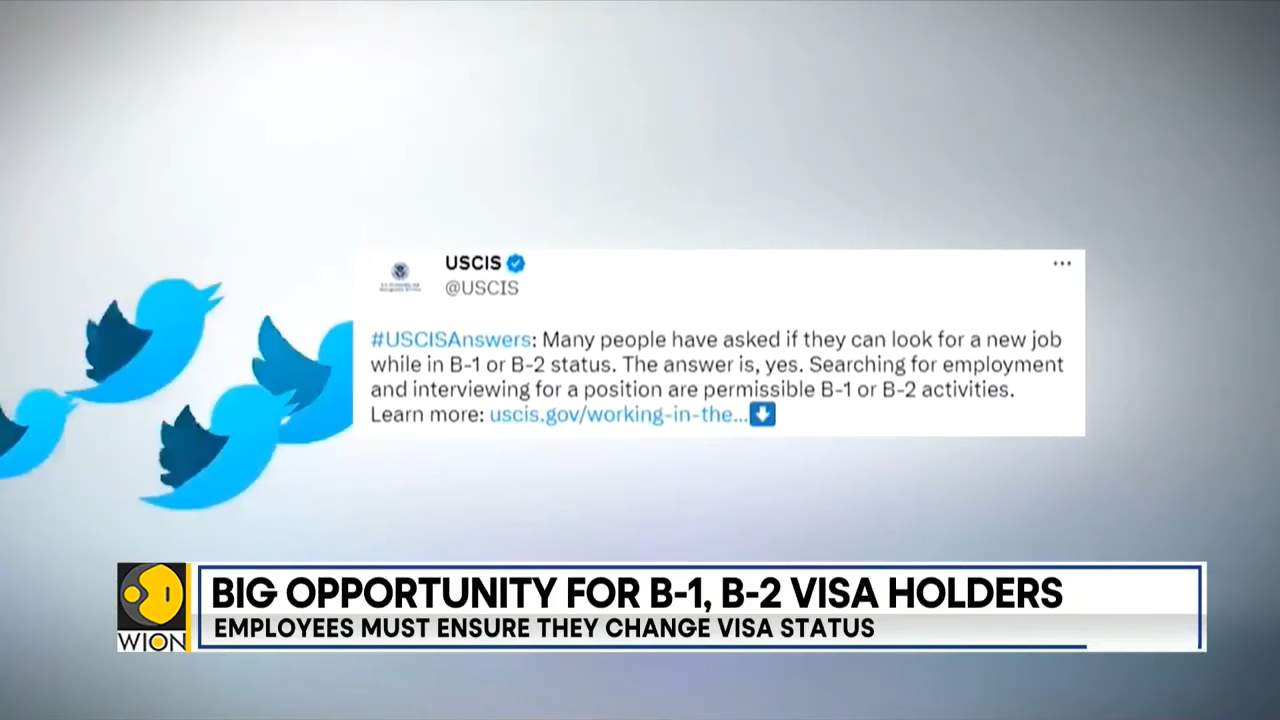 USCIS
@USCIS
#USCISAnswers: Many people have asked if they can look for a new job
while in B-1 or B-2 status. The answer is, yes. Searching for employment
and interviewing for a position are permissible B-1 or B-2 activities.
Learn more: uscis.gov/working-in-the...
BIG OPPORTUNITY FOR B-1, B-2 VISA HOLDERS
EMPLOYEES MUST ENSURE THEY CHANGE VISA STATUS
WION